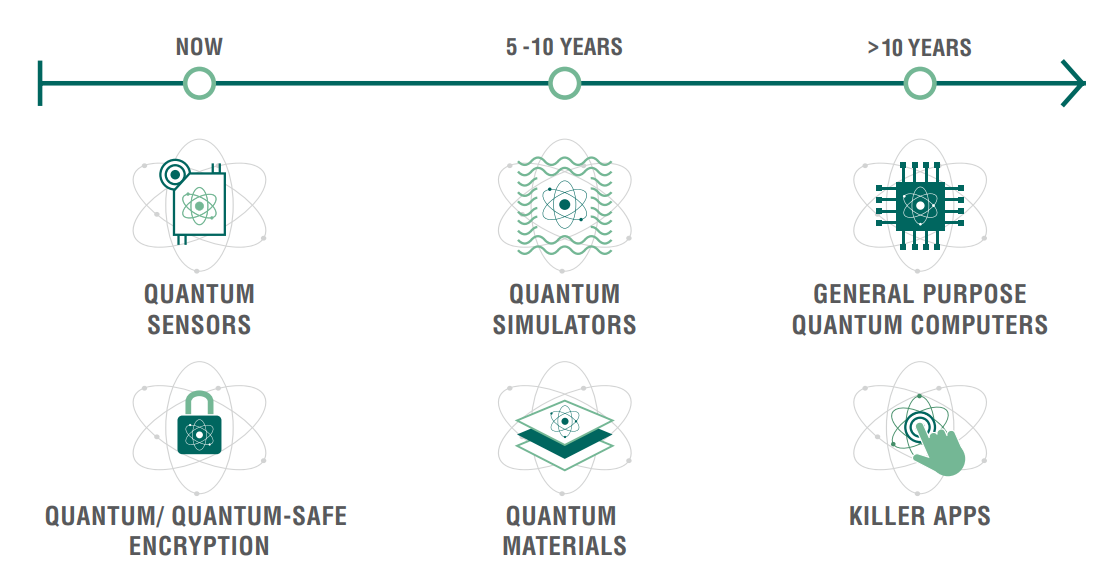 NOW
5 -10 YEARS
>10 YEARS
QUANTUM
SENSORS
QUANTUM
SIMULATORS
GENERAL PURPOSE
QUANTUM COMPUTERS
QUANTUM/ QUANTUM-SAFE
ENCRYPTION
QUANTUM
MATERIALS
KILLER APPS